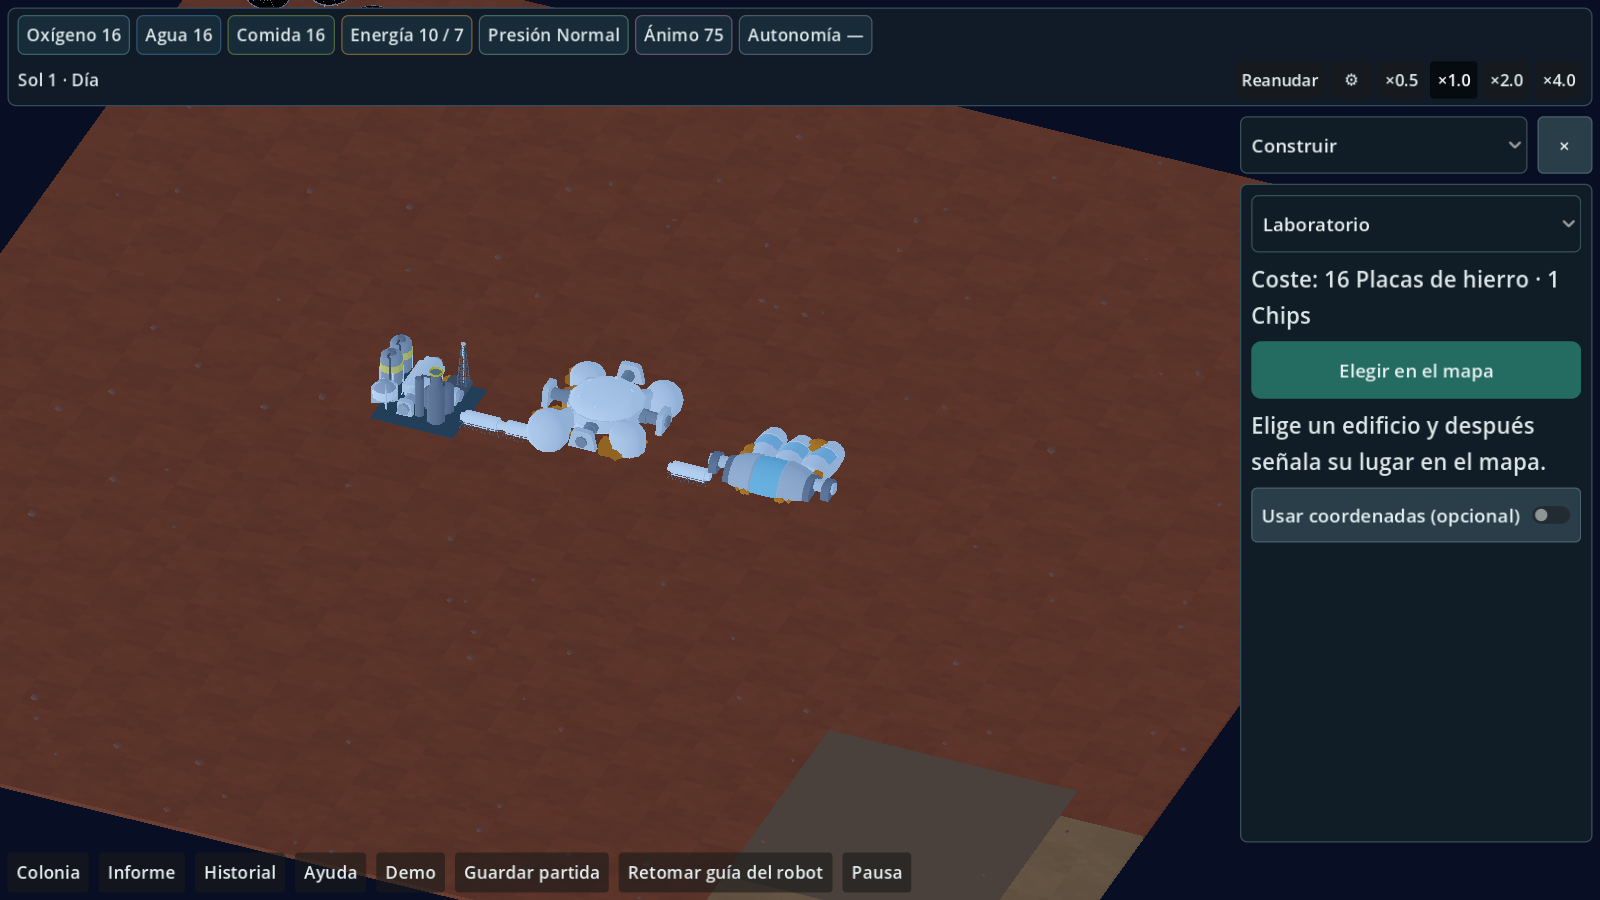 Oxígeno 16 Agua 16 Comida 16 Energía 10 / 7 Presión Normal Ánimo 75 Autonomía —
Sol 1 · Día
Reanudar ⚙ ×0.5 ×1.0 ×2.0 ×4.0
Construir ×
Laboratorio
Coste: 16 Placas de hierro · 1
Chips
Elegir en el mapa
Elige un edificio y después
señala su lugar en el mapa.
Usar coordenadas (opcional)
Colonia Informe Historial Ayuda Demo Guardar partida Retomar guía del robot Pausa